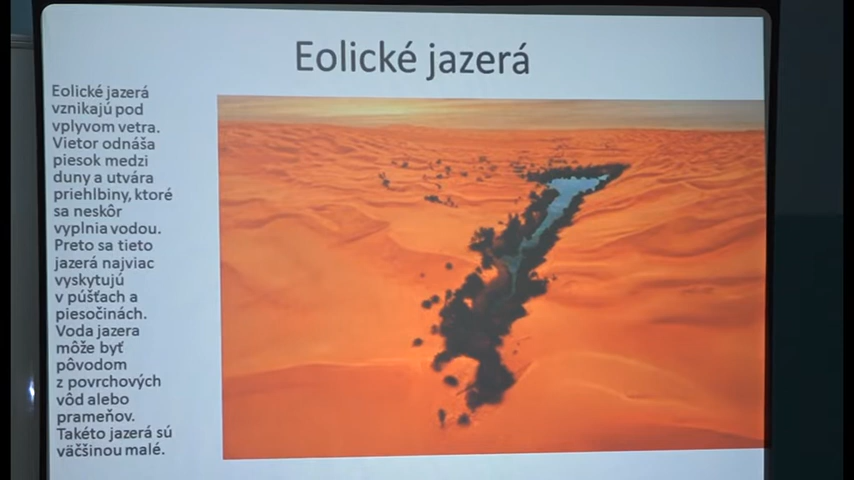 Eolické jazerá
Eolické jazerá
vznikajú pod
vplyvom vetra.
Vietor odnáša
piesok medzi
duny a utvára
priehlbiny, ktoré
sa neskôr
vyplnia vodou.
Preto sa tieto
jazerá najviac
vyskytujú
v púšťach a
piesočinách.
Voda jazera
môže byť
pôvodom
z povrchových
vôd alebo
prameňov.
Takéto jazerá sú
väčšinou malé.